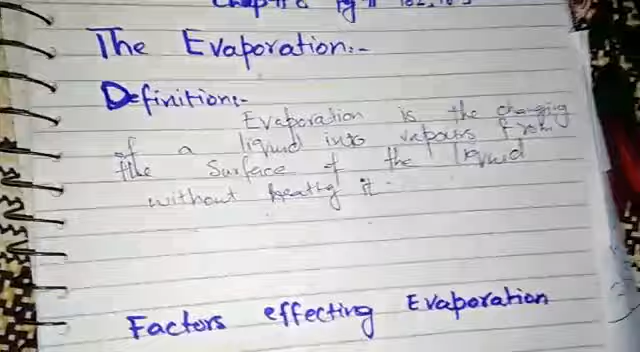 The Evaporation:-
Definition:-
Evaporation is the changing
of a liquid into vapours from
the surface of the liquid
without heating it.
Factors effecting Evaporation